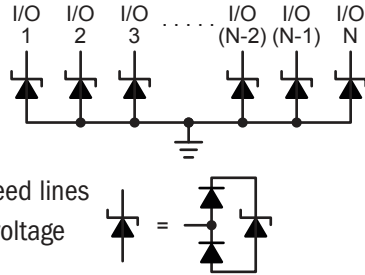 I/O I/O I/O ..... I/O I/O I/O
1 2 3 (N-2) (N-1) N
eed lines
oltage
=